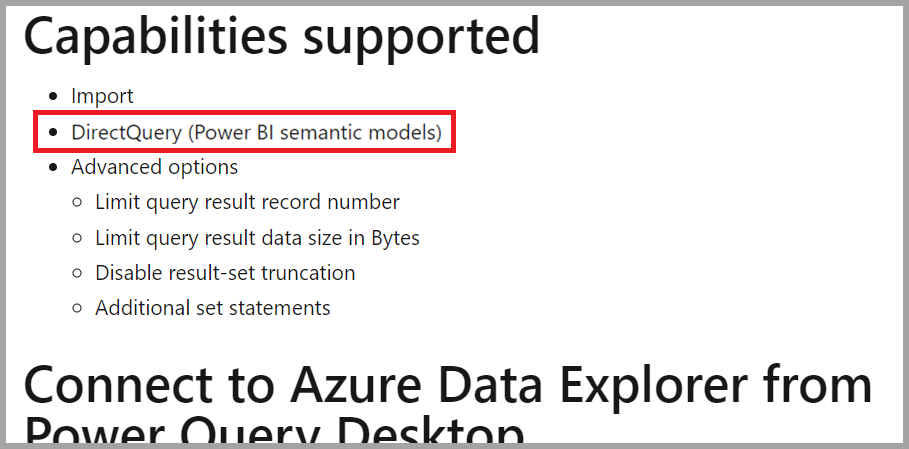 Capabilities supported
Import
DirectQuery (Power BI semantic models)
Advanced options
Limit query result record number
Limit query result data size in Bytes
Disable result-set truncation
Additional set statements
Connect to Azure Data Explorer from
Power Query Desktop